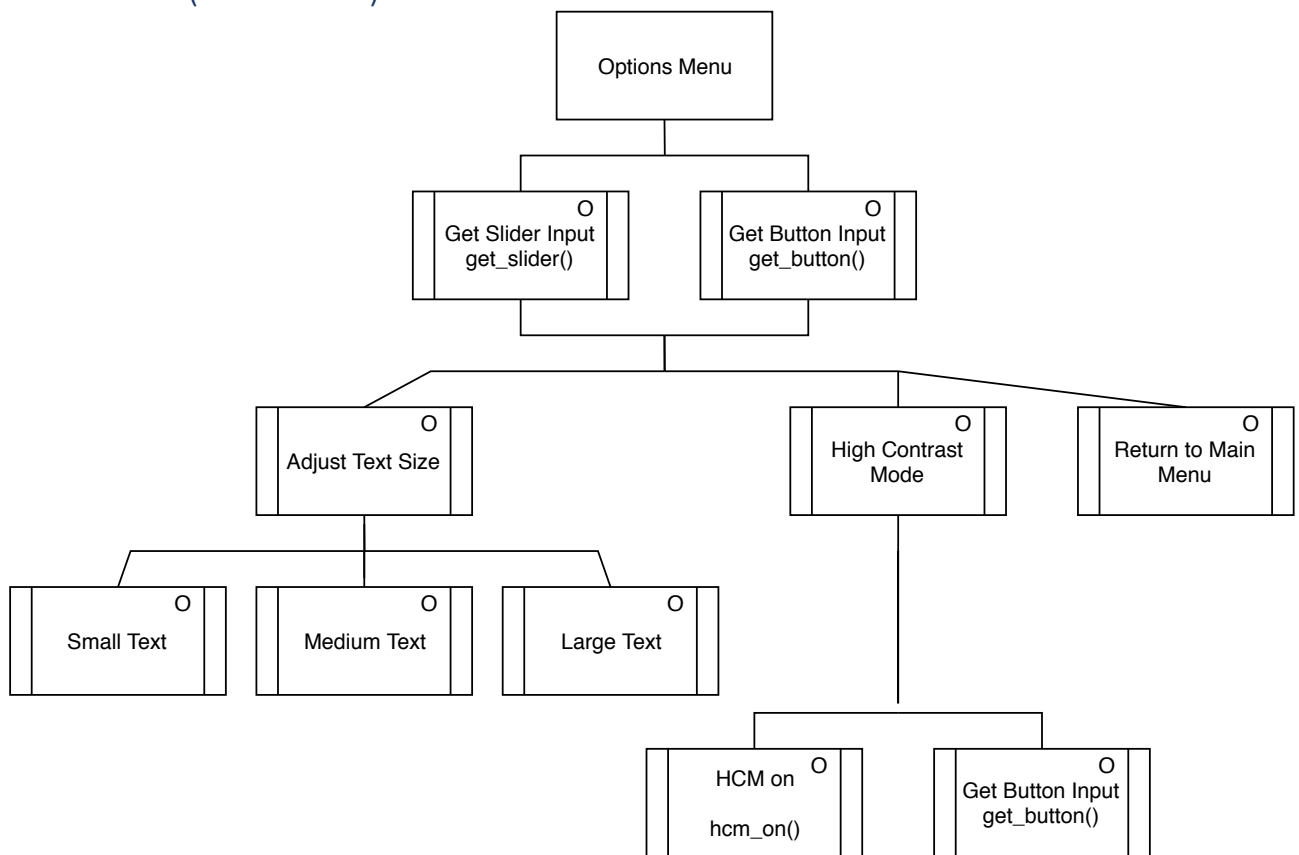 Options Menu
O
Get Slider Input
get_slider()
O
Get Button Input
get_button()
O
Adjust Text Size
O
High Contrast
Mode
O
Return to Main
Menu
O
Small Text
O
Medium Text
O
Large Text
O
HCM on
hcm_on()
O
Get Button Input
get_button()